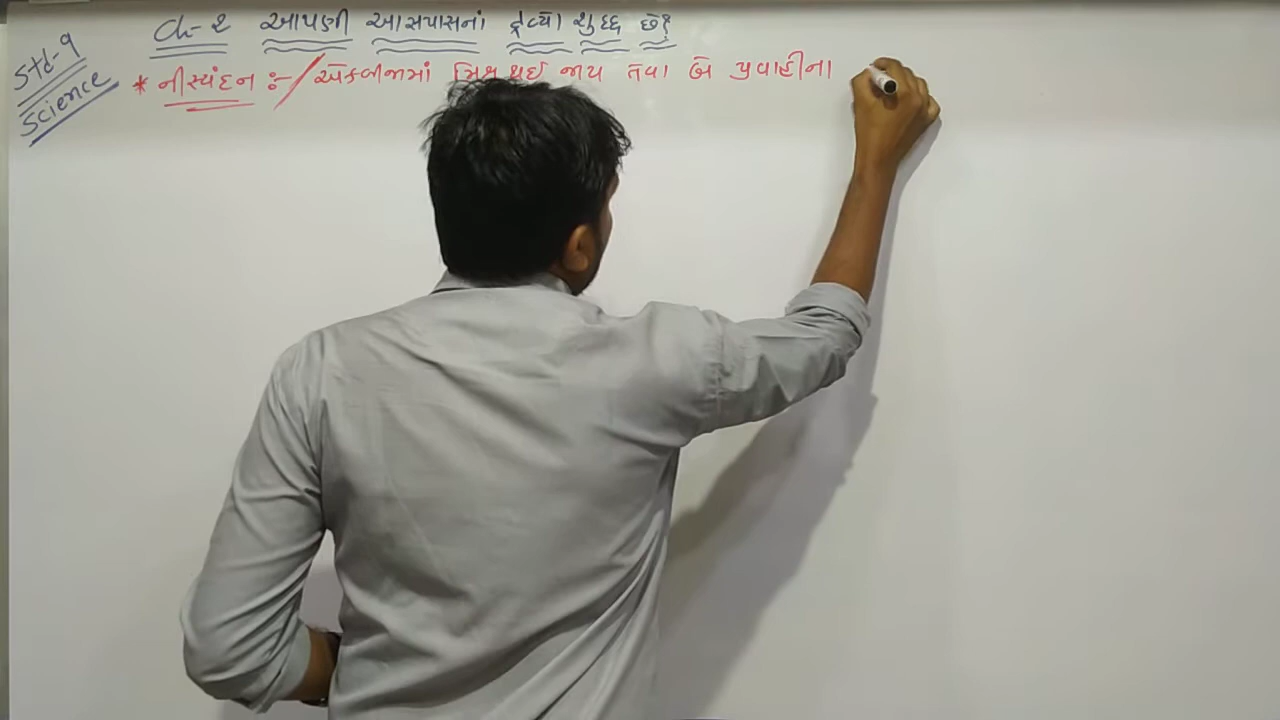 Std-9
Science
Ch-2 આપણી આસપાસનાં દ્રવ્યો શુદ્ધ છે?
* નીસ્યંદન :- એકબીજામાં મિશ્ર થઈ જાય તેવા બે પ્રવાહીના